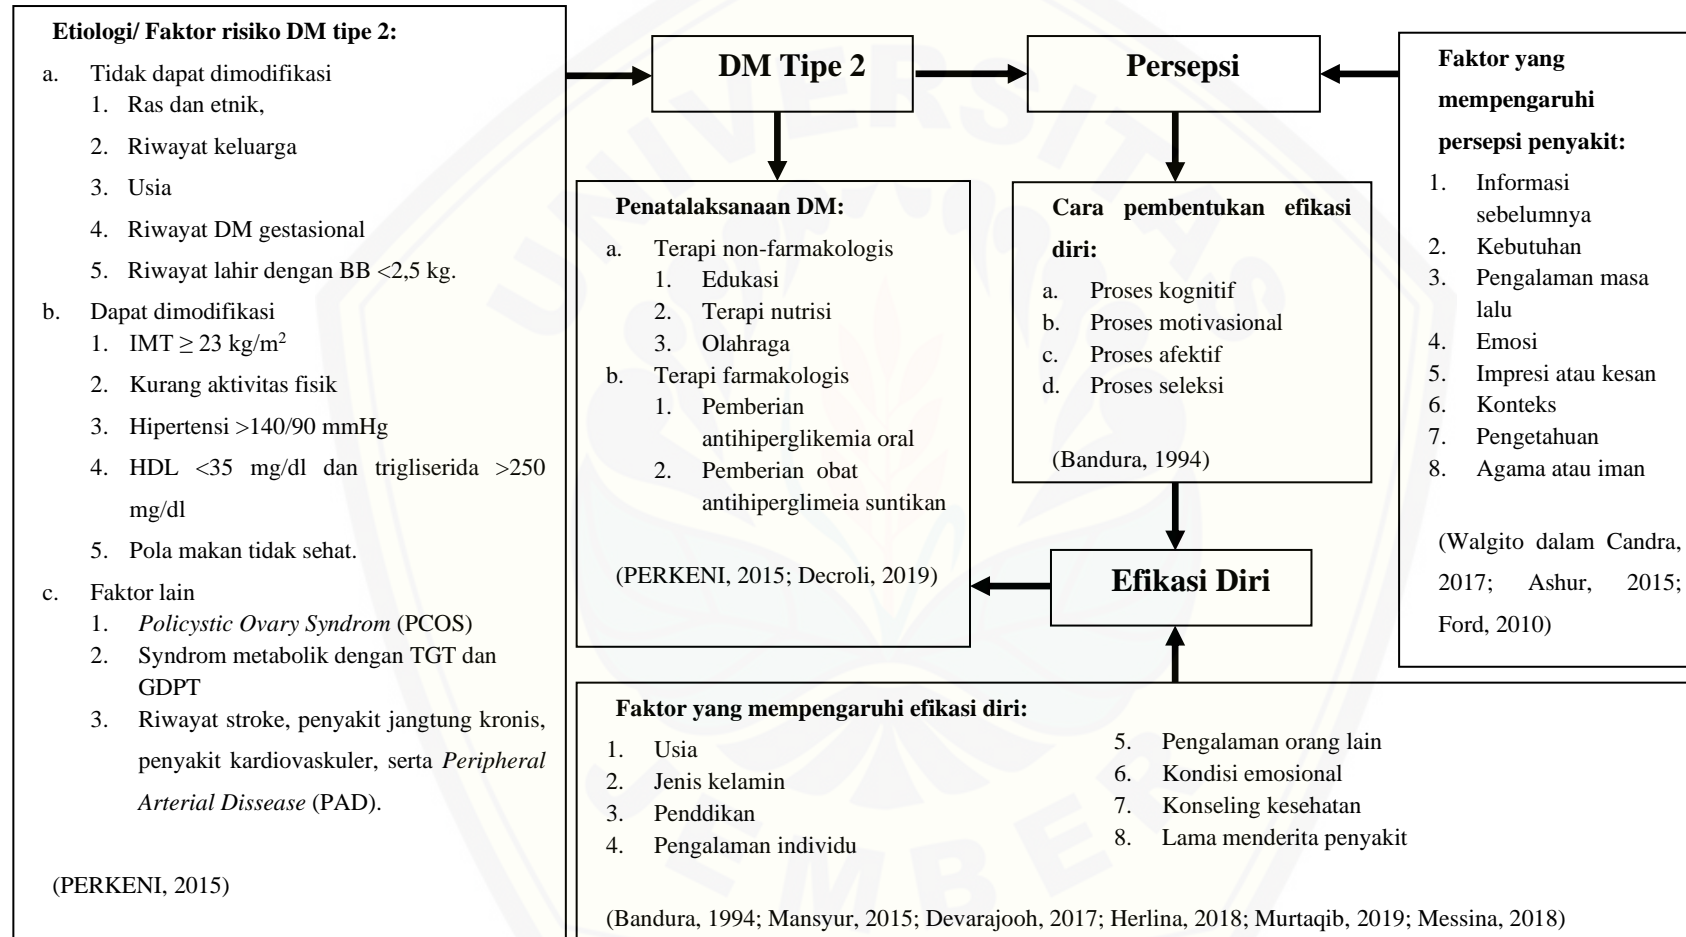 Etiologi/ Faktor risiko DM tipe 2:
a. Tidak dapat dimodifikasi
1. Ras dan etnik,
2. Riwayat keluarga
3. Usia
4. Riwayat DM gestasional
5. Riwayat lahir dengan BB <2,5 kg.
b. Dapat dimodifikasi
1. IMT ≥ 23 kg/m²
2. Kurang aktivitas fisik
3. Hipertensi >140/90 mmHg
4. HDL <35 mg/dl dan trigliserida >250
mg/dl
5. Pola makan tidak sehat.
c. Faktor lain
1. Policystic Ovary Syndrom (PCOS)
2. Syndrom metabolik dengan TGT dan
GDPT
3. Riwayat stroke, penyakit jangtung kronis,
penyakit kardiovaskuler, serta Peripheral
Arterial Dissease (PAD).
(PERKENI, 2015)
DM Tipe 2
Penatalaksanaan DM:
a. Terapi non-farmakologis
1. Edukasi
2. Terapi nutrisi
3. Olahraga
b. Terapi farmakologis
1. Pemberian
antihiperglikemia oral
2. Pemberian obat
antihiperglimeia suntikan
(PERKENI, 2015; Decroli, 2019)
Persepsi
Cara pembentukan efikasi
diri:
a. Proses kognitif
b. Proses motivasional
c. Proses afektif
d. Proses seleksi
(Bandura, 1994)
Efikasi Diri
Faktor yang
mempengaruhi
persepsi penyakit:
1. Informasi
sebelumnya
2. Kebutuhan
3. Pengalaman masa
lalu
4. Emosi
5. Impresi atau kesan
6. Konteks
7. Pengetahuan
8. Agama atau iman
(Walgito dalam Candra,
2017; Ashur, 2015;
Ford, 2010)
Faktor yang mempengaruhi efikasi diri:
1. Usia
2. Jenis kelamin
3. Penddikan
4. Pengalaman individu
5. Pengalaman orang lain
6. Kondisi emosional
7. Konseling kesehatan
8. Lama menderita penyakit
(Bandura, 1994; Mansyur, 2015; Devarajooh, 2017; Herlina, 2018; Murtaqib, 2019; Messina, 2018)
UNIVERSITAS
JEMBER